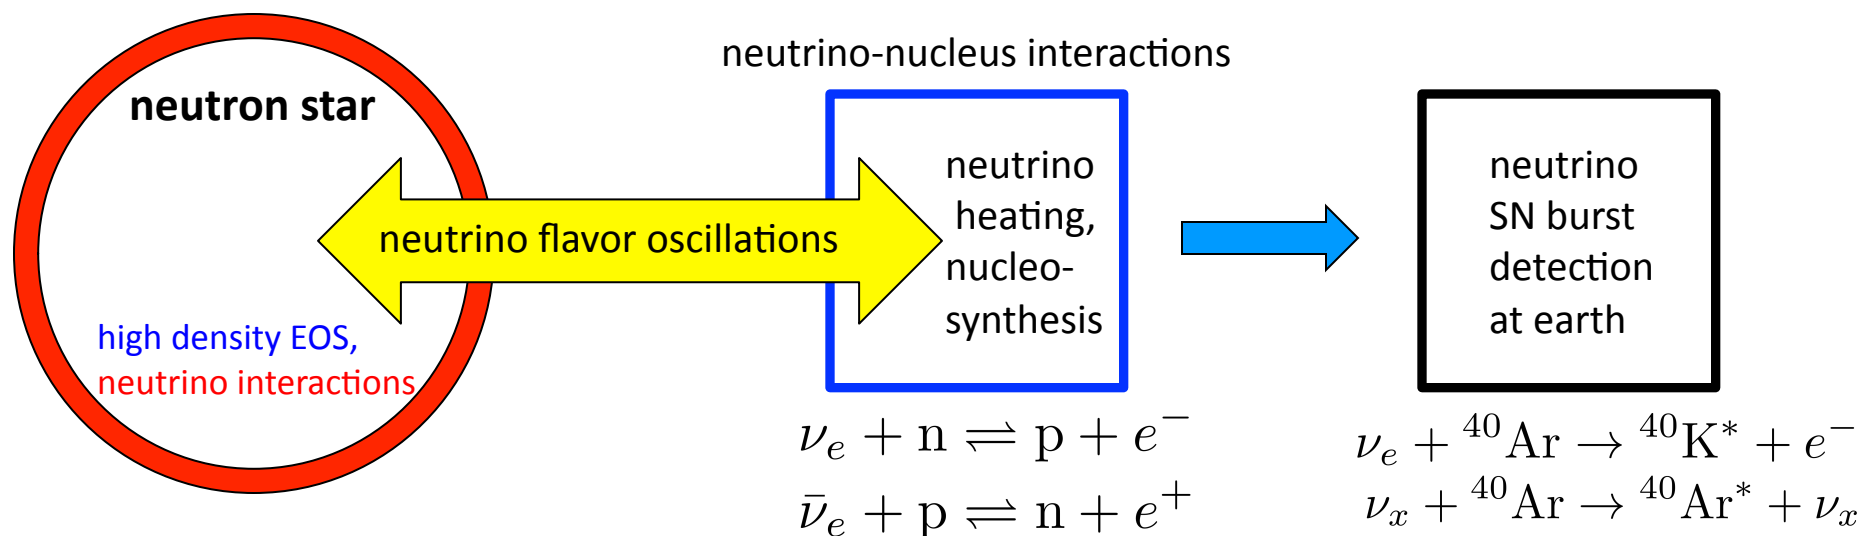 neutron star
high density EOS,
neutrino interactions
neutrino flavor oscillations
neutrino-nucleus interactions
neutrino
heating,
nucleo-
synthesis
νₑ + n ⇌ p + e⁻
ν̄ₑ + p ⇌ n + e⁺
neutrino
SN burst
detection
at earth
νₑ + ⁴⁰Ar → ⁴⁰K* + e⁻
νₓ + ⁴⁰Ar → ⁴⁰Ar* + νₓ